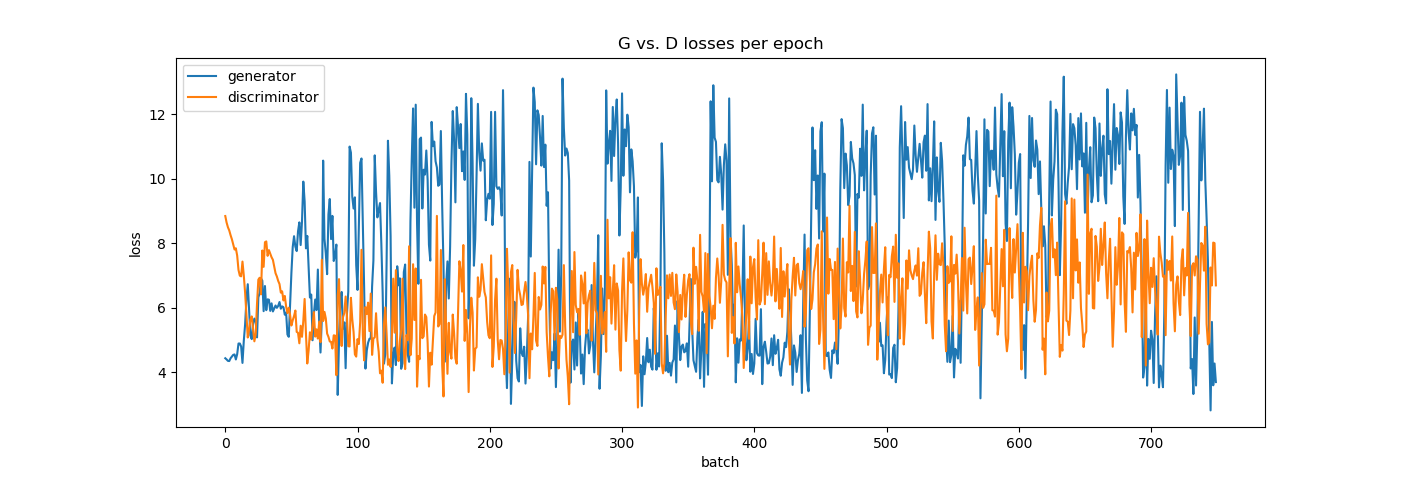 G vs. D losses per epoch
generator
discriminator
12
10
8
6
4
loss
0 100 200 300 400 500 600 700
batch